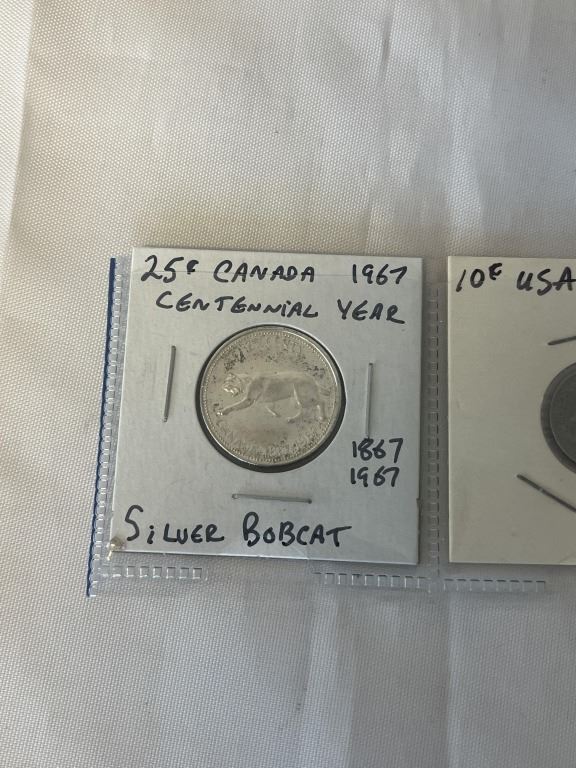 25¢ CANADA 1967
CENTENNIAL YEAR
1867
1967
SILVER BOBCAT
10¢ USA